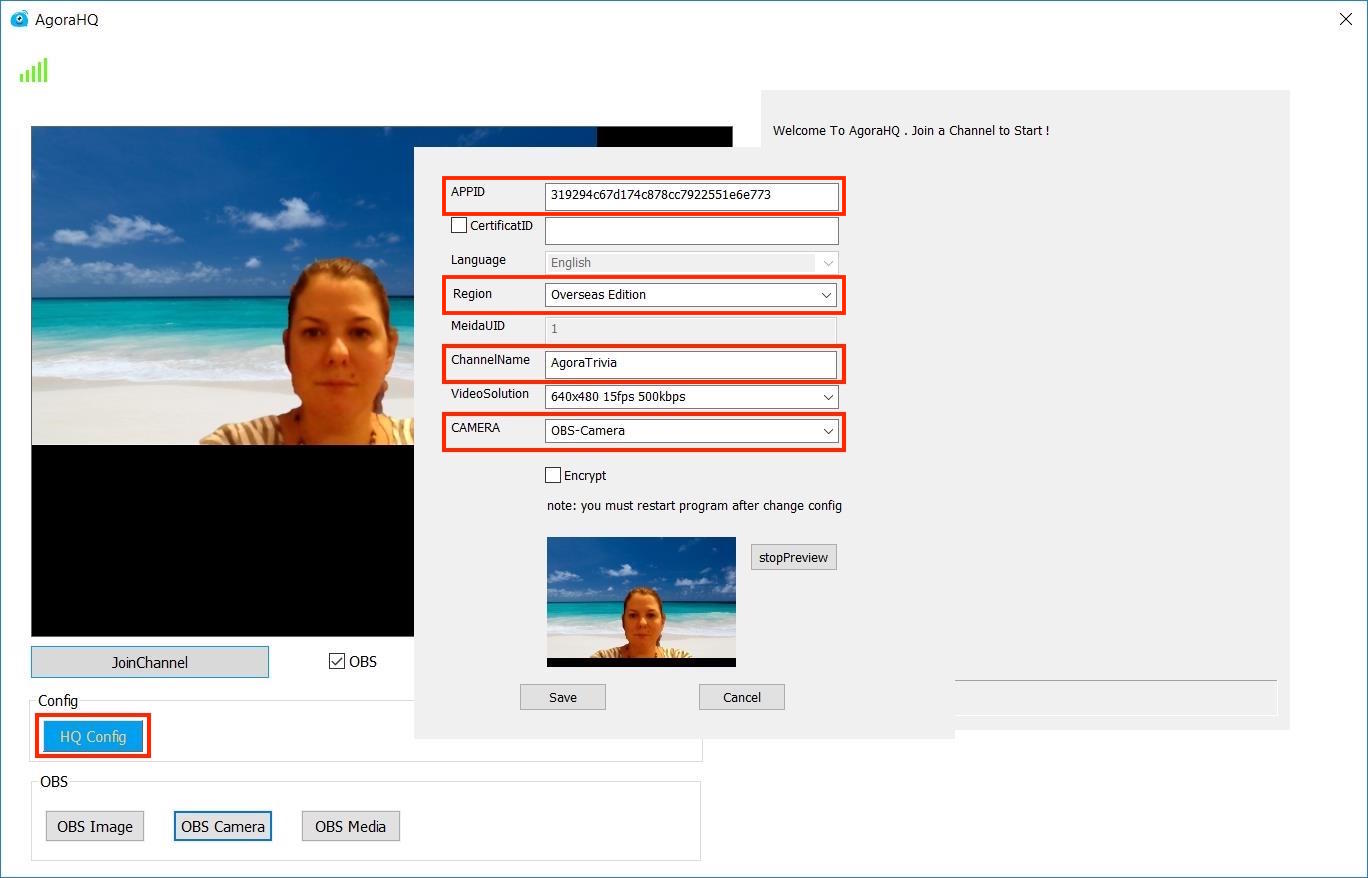 AgoraHQ
Welcome To AgoraHQ . Join a Channel to Start !
APPID
319294c67d174c878cc7922551e6e773
CertificatID
Language
English
Region
Overseas Edition
MeidaUID
1
ChannelName
AgoraTrivia
VideoSolution
640x480 15fps 500kbps
CAMERA
OBS-Camera
Encrypt
note: you must restart program after change config
stopPreview
Save
Cancel
JoinChannel
OBS
Config
HQ Config
OBS
OBS Image
OBS Camera
OBS Media